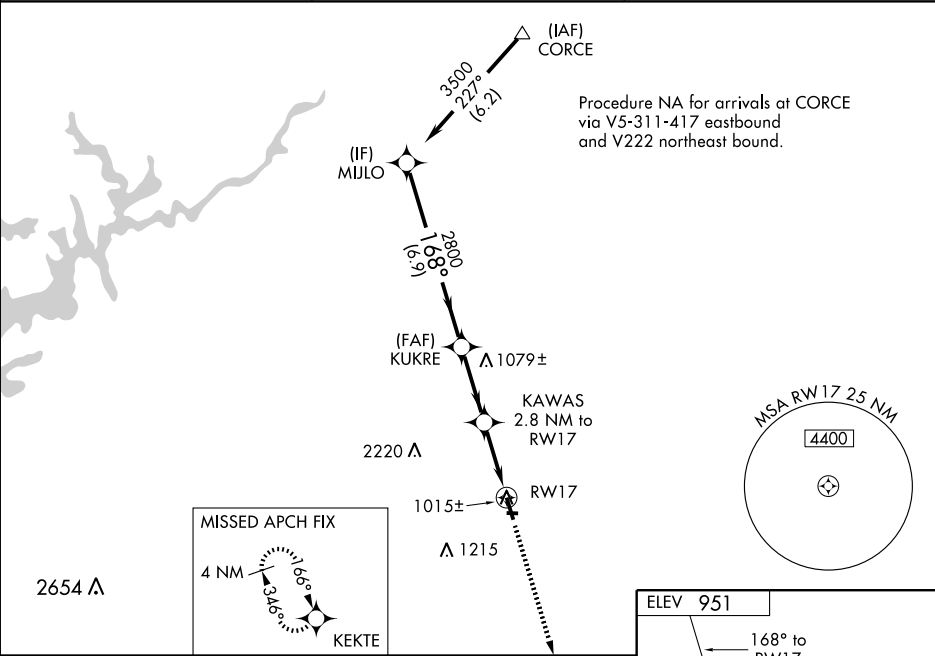 (IAF)
CORCE
3500
227°
(6.2)
Procedure NA for arrivals at CORCE
via V5-311-417 eastbound
and V222 northeast bound.
(IF)
MIJLO
2800
168°
(6.9)
(FAF)
KUKRE
1079±
KAWAS
2.8 NM to
RW17
2220
MSA RW17 25 NM
4400
RW17
1015±
1215
MISSED APCH FIX
4 NM
166°
346°
KEKTE
2654
ELEV 951
168° to
RW17